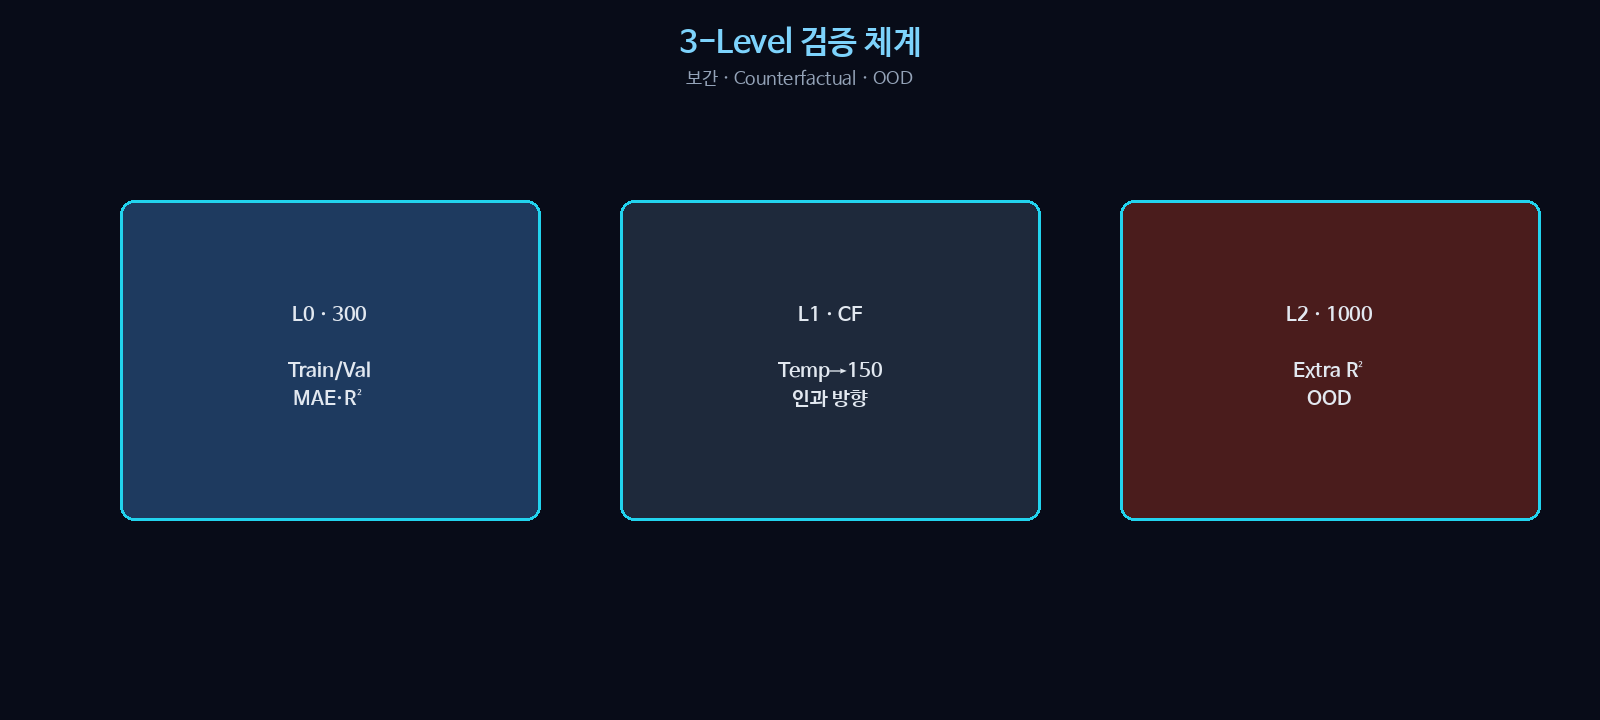 3-Level 검증 체계
보간 · Counterfactual · OOD
L0 · 300
Train/Val
MAE·R²
L1 · CF
Temp→150
인과 방향
L2 · 1000
Extra R²
OOD